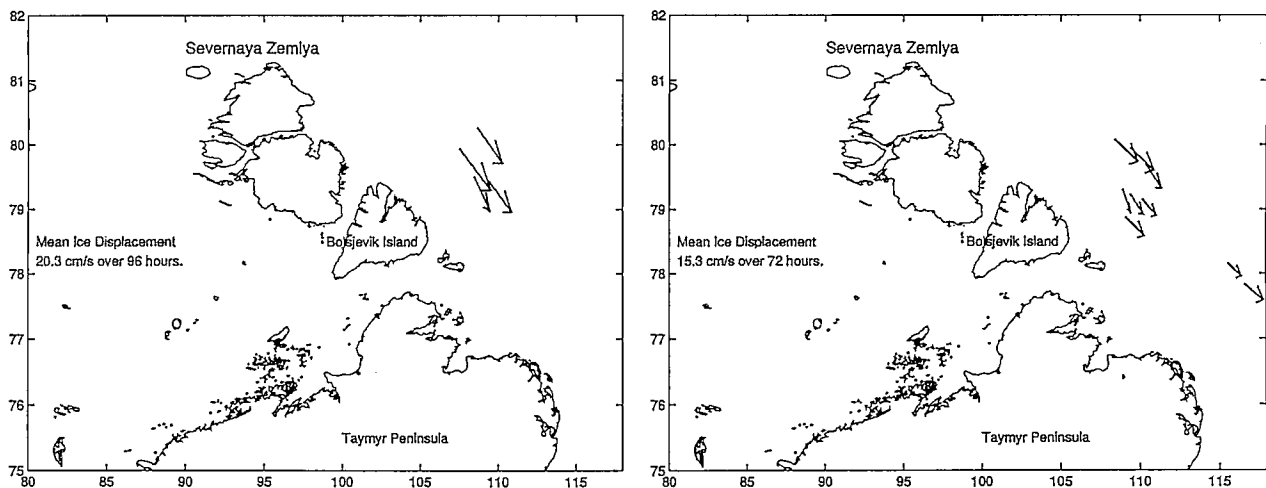 82
81
80
79
78
77
76
75
80 85 90 95 100 105 110 115
Severnaya Zemlya
Bolsjevik Island
Mean Ice Displacement
20.3 cm/s over 96 hours.
Taymyr Peninsula
82
81
80
79
78
77
76
75
80 85 90 95 100 105 110 115
Severnaya Zemlya
Bolsjevik Island
Mean Ice Displacement
15.3 cm/s over 72 hours.
Taymyr Peninsula